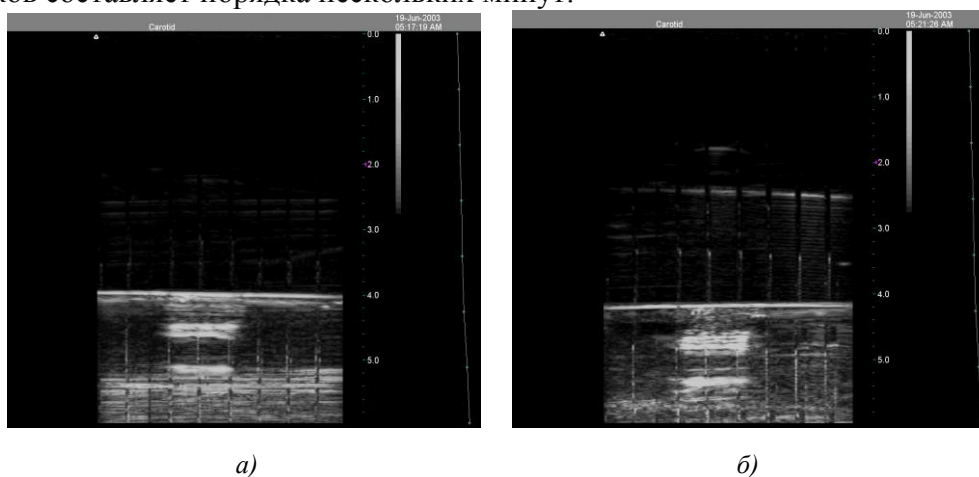 ков составляет порядка нескольких минут.
19-Jun-2003
Carotid
05:17:19 AM
0.0
1.0
2.0
3.0
4.0
5.0
19-Jun-2003
Carotid
05:21:26 AM
0.0
1.0
2.0
3.0
4.0
5.0
а)
б)